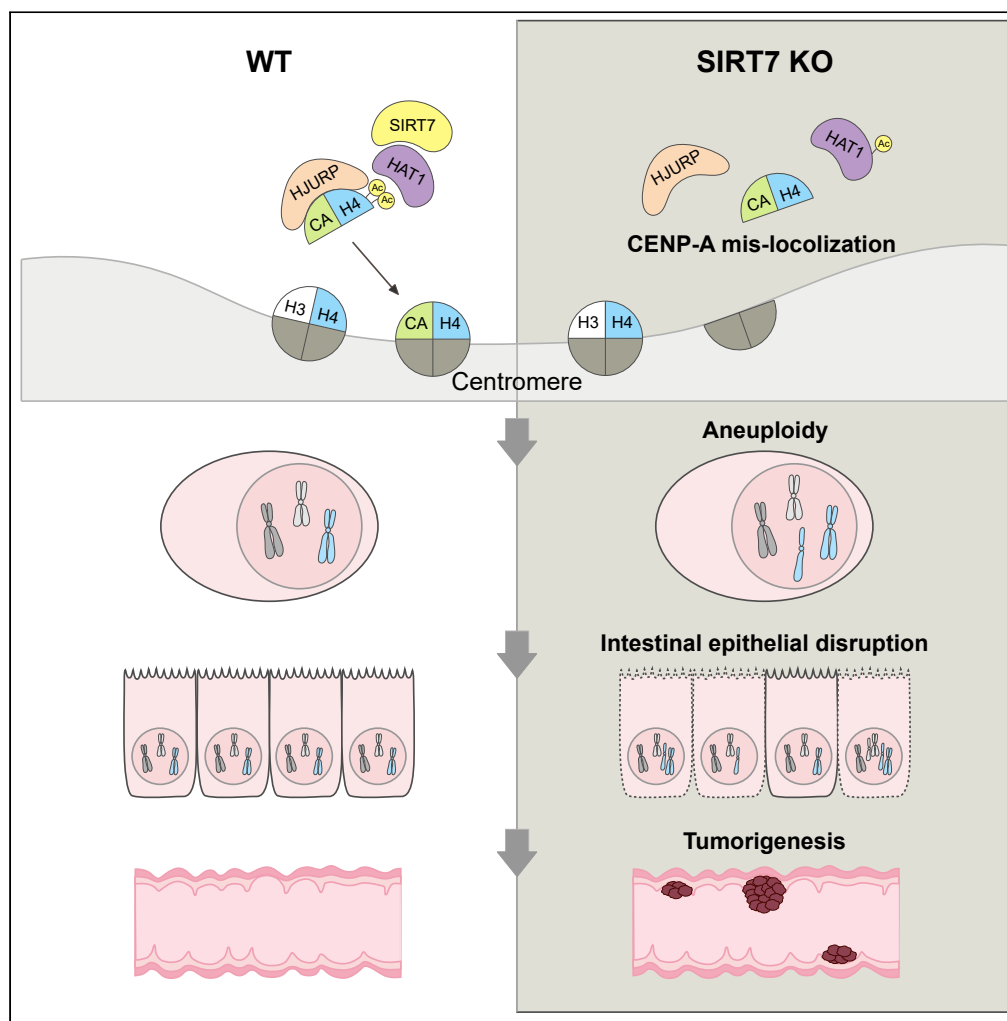 WT
SIRT7 KO
SIRT7
HAT1
HJURP
Ac
Ac
CA
H4
HJURP
HAT1
Ac
CA
H4
CENP-A mis-locolization
H3
H4
CA
H4
H3
H4
Centromere
Aneuploidy
Intestinal epithelial disruption
Tumorigenesis